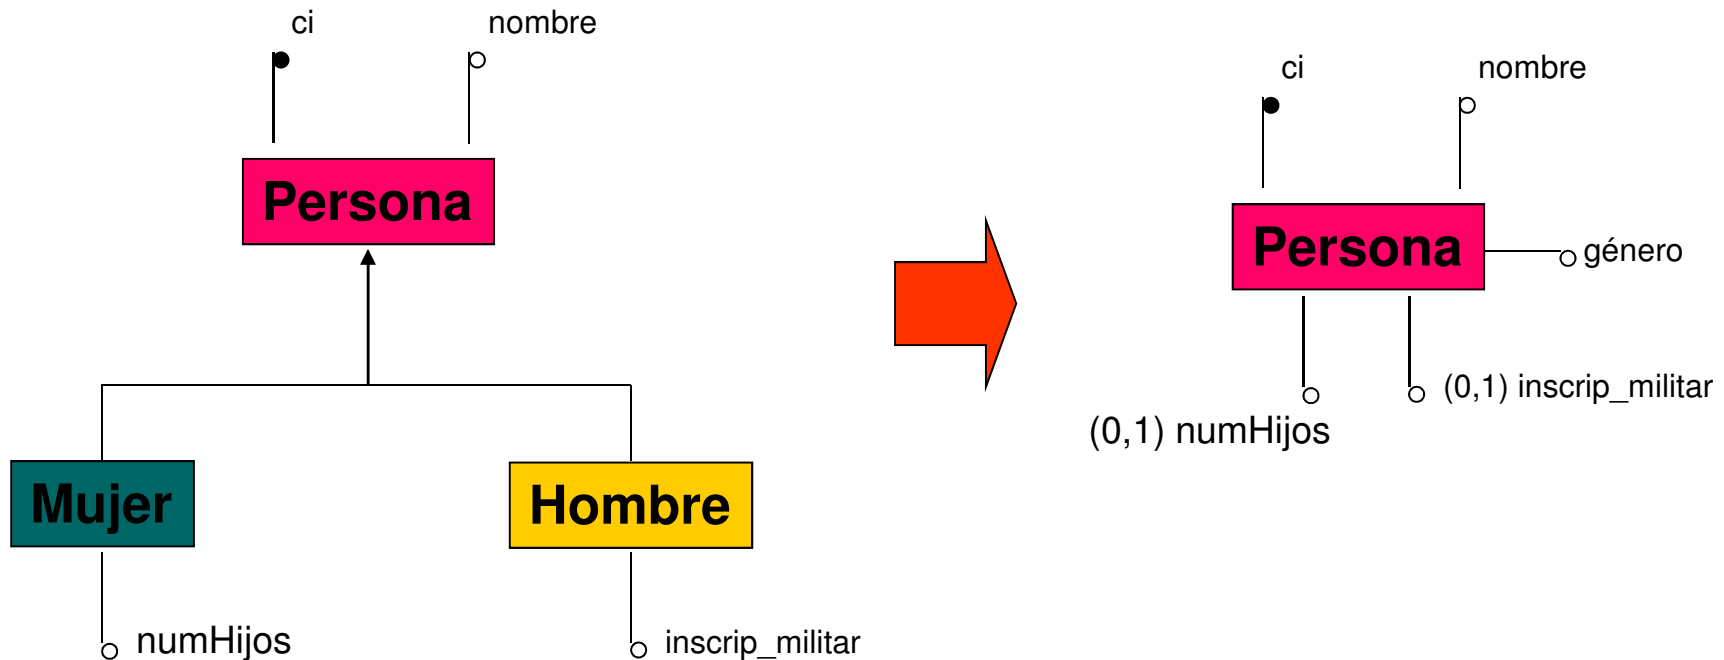 ci
nombre
Persona
Mujer
Hombre
numHijos
inscrip_militar
ci
nombre
Persona
género
(0,1) inscrip_militar
(0,1) numHijos